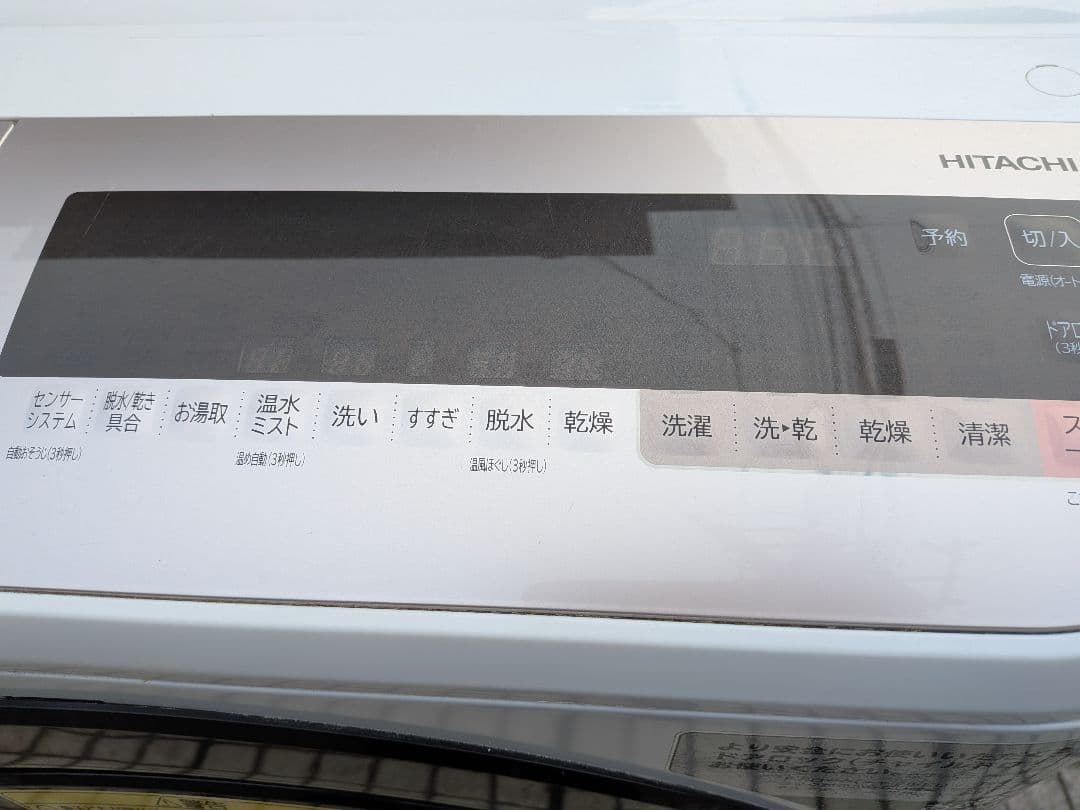 HITACHI
予約
切/入
電源(オート
ドアロ
(3秒
センサー
システム
自動おそうじ(3秒押し)
脱水/乾き
具合
お湯取
温水
ミスト
温め自動(3秒押し)
洗い
すすぎ
脱水
温風ほぐし(3秒押し)
乾燥
洗濯
洗▶乾
乾燥
清潔
ス
ー
こ